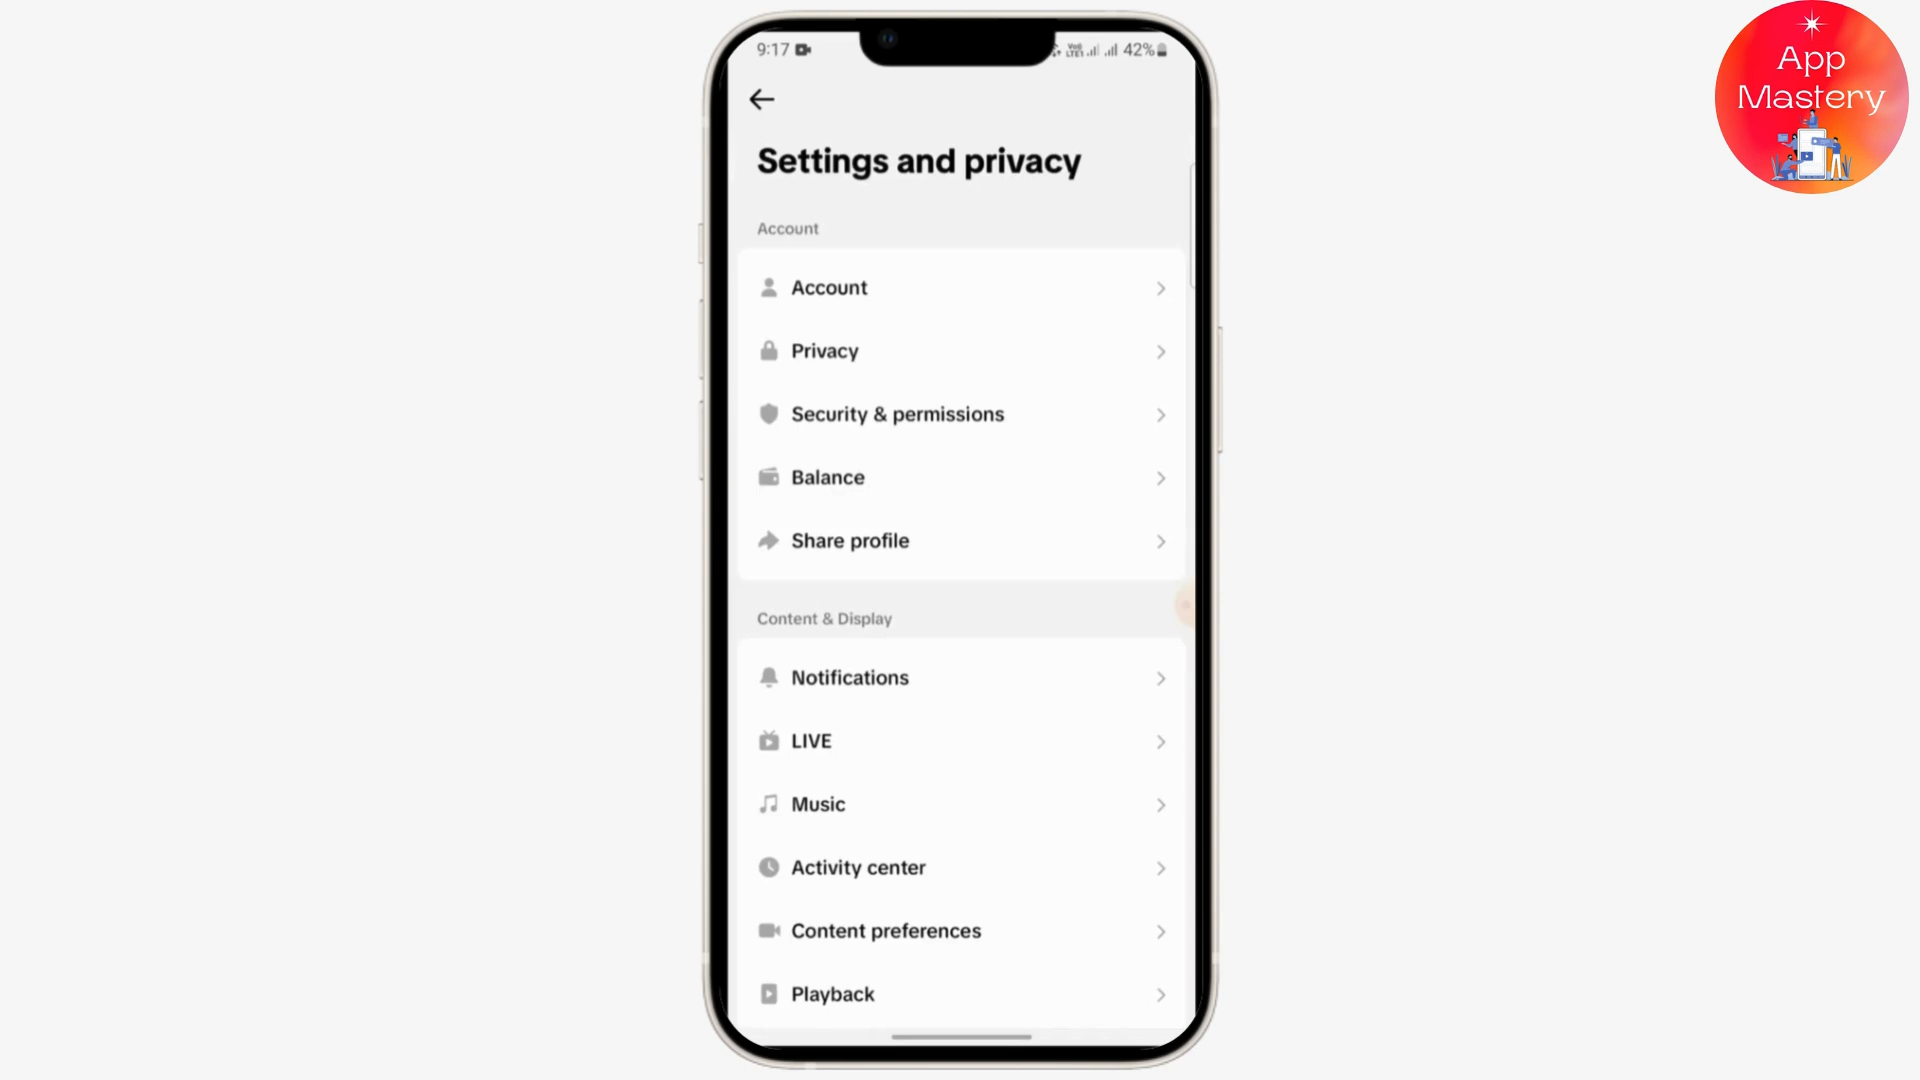 9:17
42%
Settings and privacy
Account
Account
Privacy
Security & permissions
Balance
Share profile
Content & Display
Notifications
LIVE
Music
Activity center
Content preferences
Playback
App
Mastery